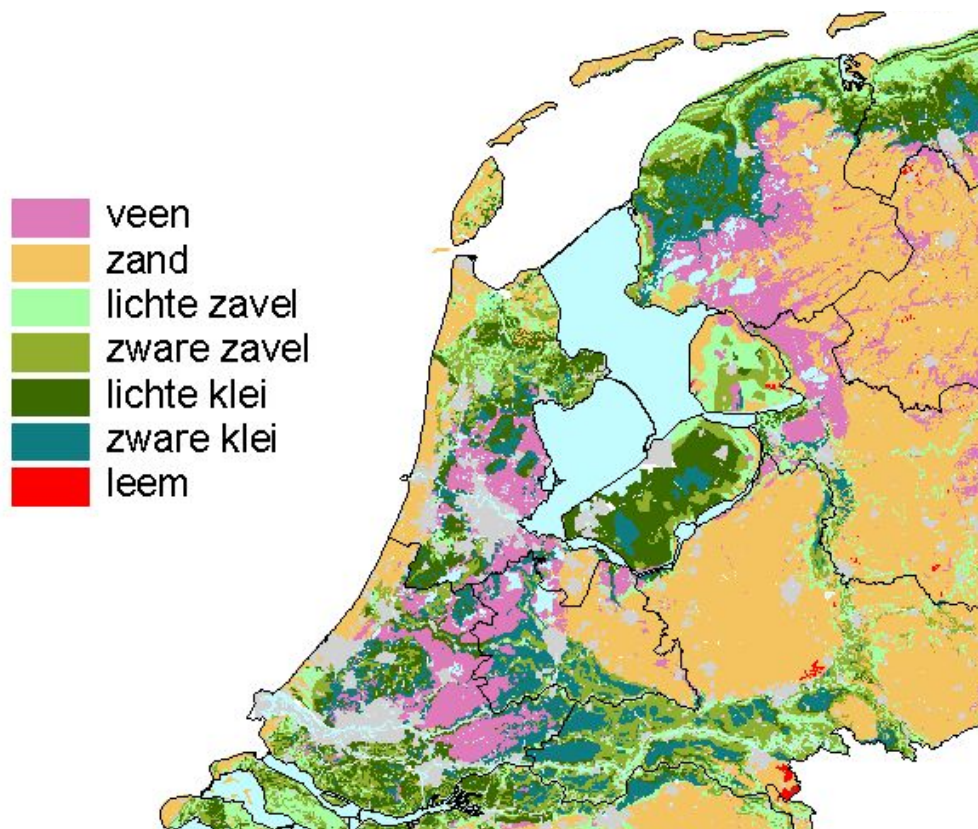 veen
zand
lichte zavel
zware zavel
lichte klei
zware klei
leem